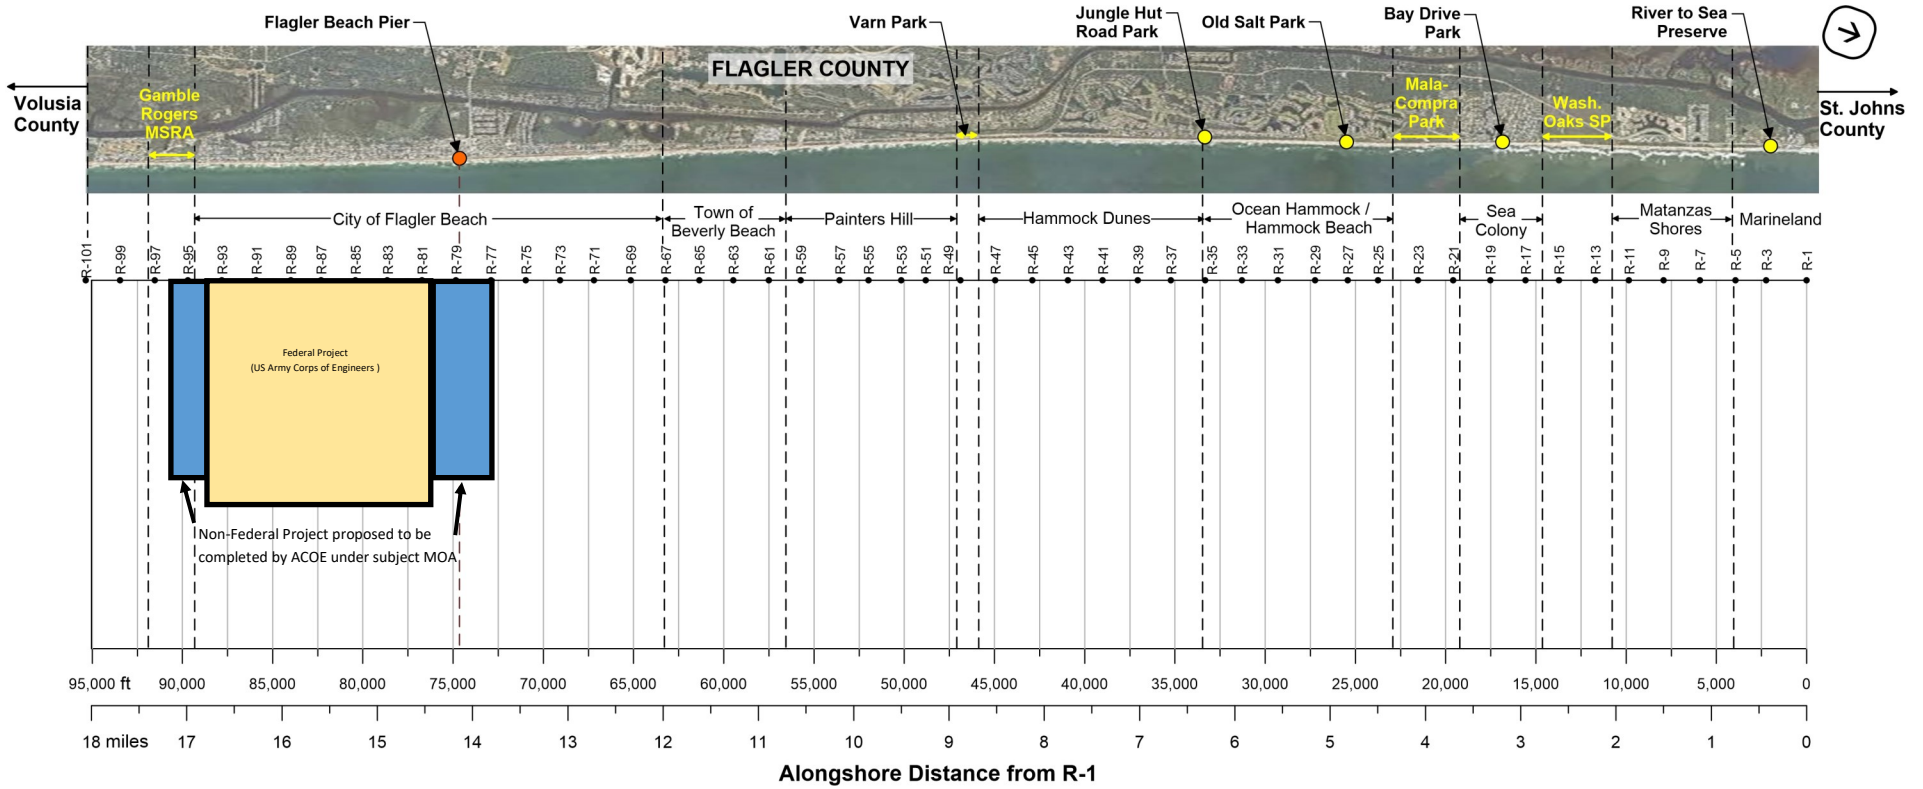 Flagler Beach Pier
Varn Park
Jungle Hut
Road Park
Old Salt Park
Bay Drive
Park
River to Sea
Preserve
FLAGLER COUNTY
Volusia
County
St. Johns
County
Gamble
Rogers
MSRA
Mala-
Compra
Park
Wash.
Oaks SP
City of Flagler Beach
Town of
Beverly Beach
Painters Hill
Hammock Dunes
Ocean Hammock /
Hammock Beach
Sea
Colony
Matanzas
Shores
Marineland
R-101
R-99
R-97
R-95
R-93
R-91
R-89
R-87
R-85
R-83
R-81
R-79
R-77
R-75
R-73
R-71
R-69
R-67
R-65
R-63
R-61
R-59
R-57
R-55
R-53
R-51
R-49
R-47
R-45
R-43
R-41
R-39
R-37
R-35
R-33
R-31
R-29
R-27
R-25
R-23
R-21
R-19
R-17
R-15
R-13
R-11
R-9
R-7
R-5
R-3
R-1
Federal Project
(US Army Corps of Engineers )
Non-Federal Project proposed to be
completed by ACOE under subject MOA
95,000 ft 90,000 85,000 80,000 75,000 70,000 65,000 60,000 55,000 50,000 45,000 40,000 35,000 30,000 25,000 20,000 15,000 10,000 5,000 0
18 miles 17 16 15 14 13 12 11 10 9 8 7 6 5 4 3 2 1 0
Alongshore Distance from R-1